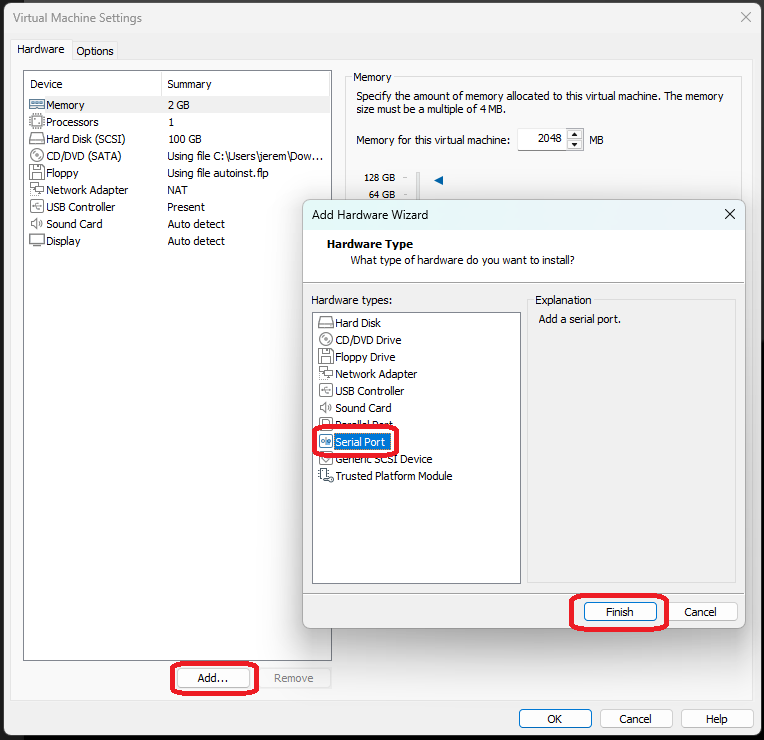 Virtual Machine Settings
Hardware
Options
Device Summary
Memory 2 GB
Processors 1
Hard Disk (SCSI) 100 GB
CD/DVD (SATA) Using file C:\Users\jerem\Dow...
Floppy Using file autoinst.flp
Network Adapter NAT
USB Controller Present
Sound Card Auto detect
Display Auto detect
Add...
Remove
Memory
Specify the amount of memory allocated to this virtual machine. The memory
size must be a multiple of 4 MB.
Memory for this virtual machine: 2048 MB
128 GB
64 GB
Add Hardware Wizard
Hardware Type
What type of hardware do you want to install?
Hardware types:
Hard Disk
CD/DVD Drive
Floppy Drive
Network Adapter
USB Controller
Sound Card
Parallel Port
Serial Port
Generic SCSI Device
Trusted Platform Module
Explanation
Add a serial port.
Finish
Cancel
OK
Cancel
Help